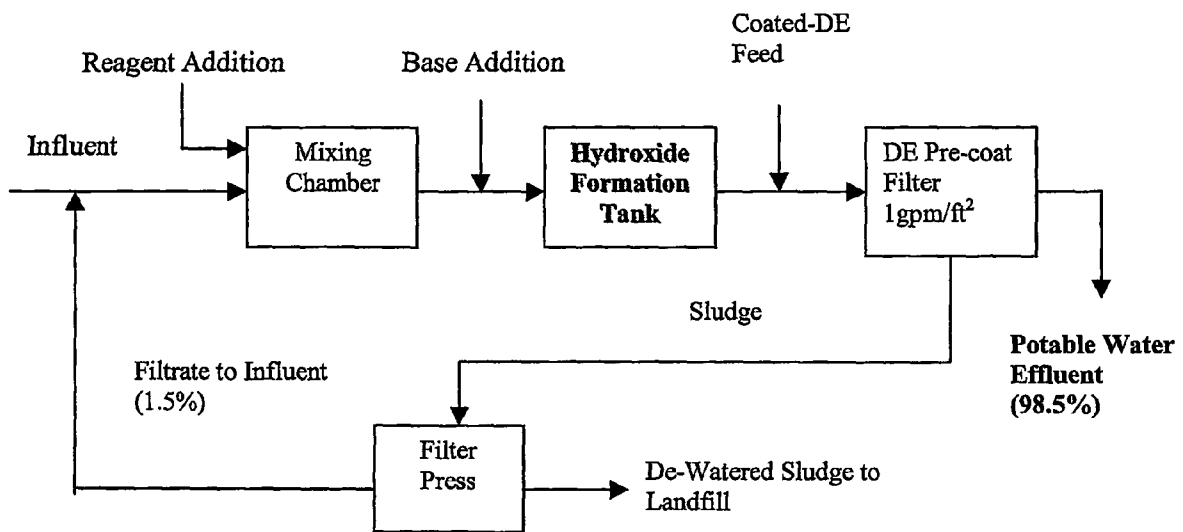 Reagent Addition
Base Addition
Coated-DE
Feed
Influent
Mixing
Chamber
Hydroxide
Formation
Tank
DE Pre-coat
Filter
1gpm/ft²
Sludge
Potable Water
Effluent
(98.5%)
Filtrate to Influent
(1.5%)
Filter
Press
De-Watered Sludge to
Landfill